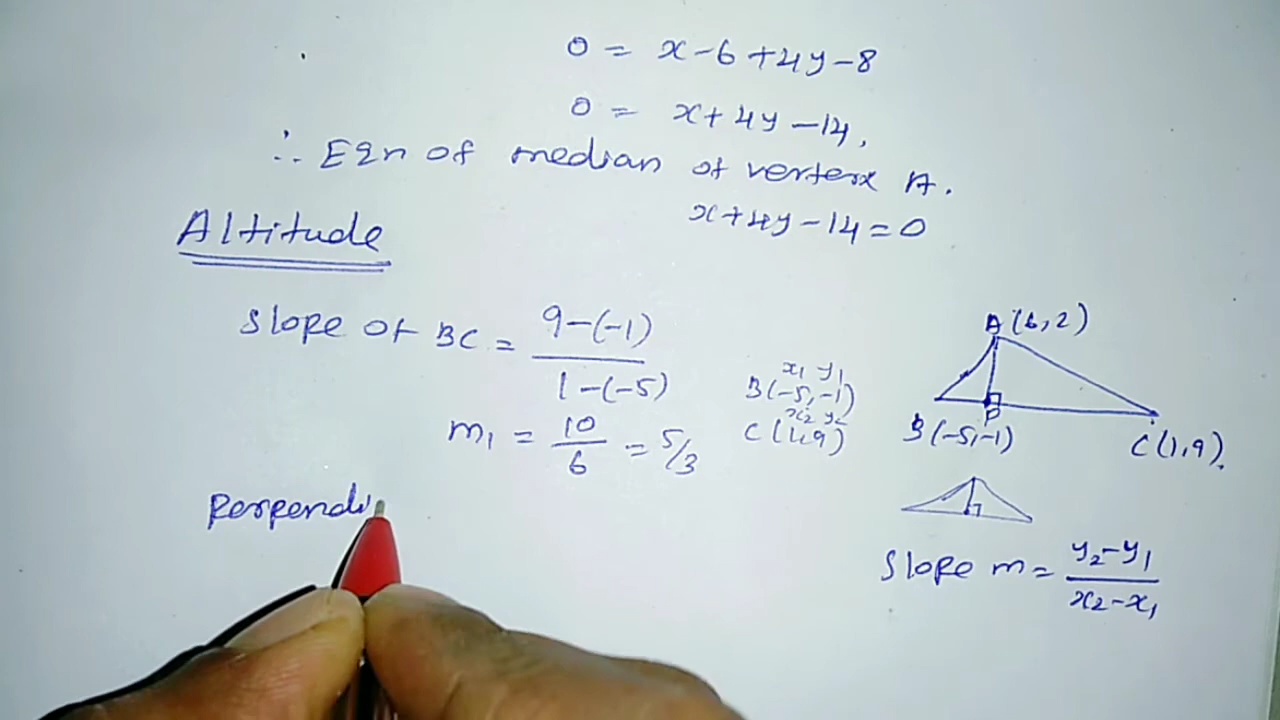 0 = x-6+4y-8
0 = x+4y-14,
∴ Eqn of median of vertex A.
x+4y-14=0
Altitude
Slope of BC = 9-(-1) / 1-(-5)
m₁ = 10/6 = 5/3
x₁ y₁
B(-5,-1)
x₂ y₂
C(1,9)
A(6,2)
D
B(-5,-1)
C(1,9).
Perpendi
Slope m = y₂-y₁ / x₂-x₁